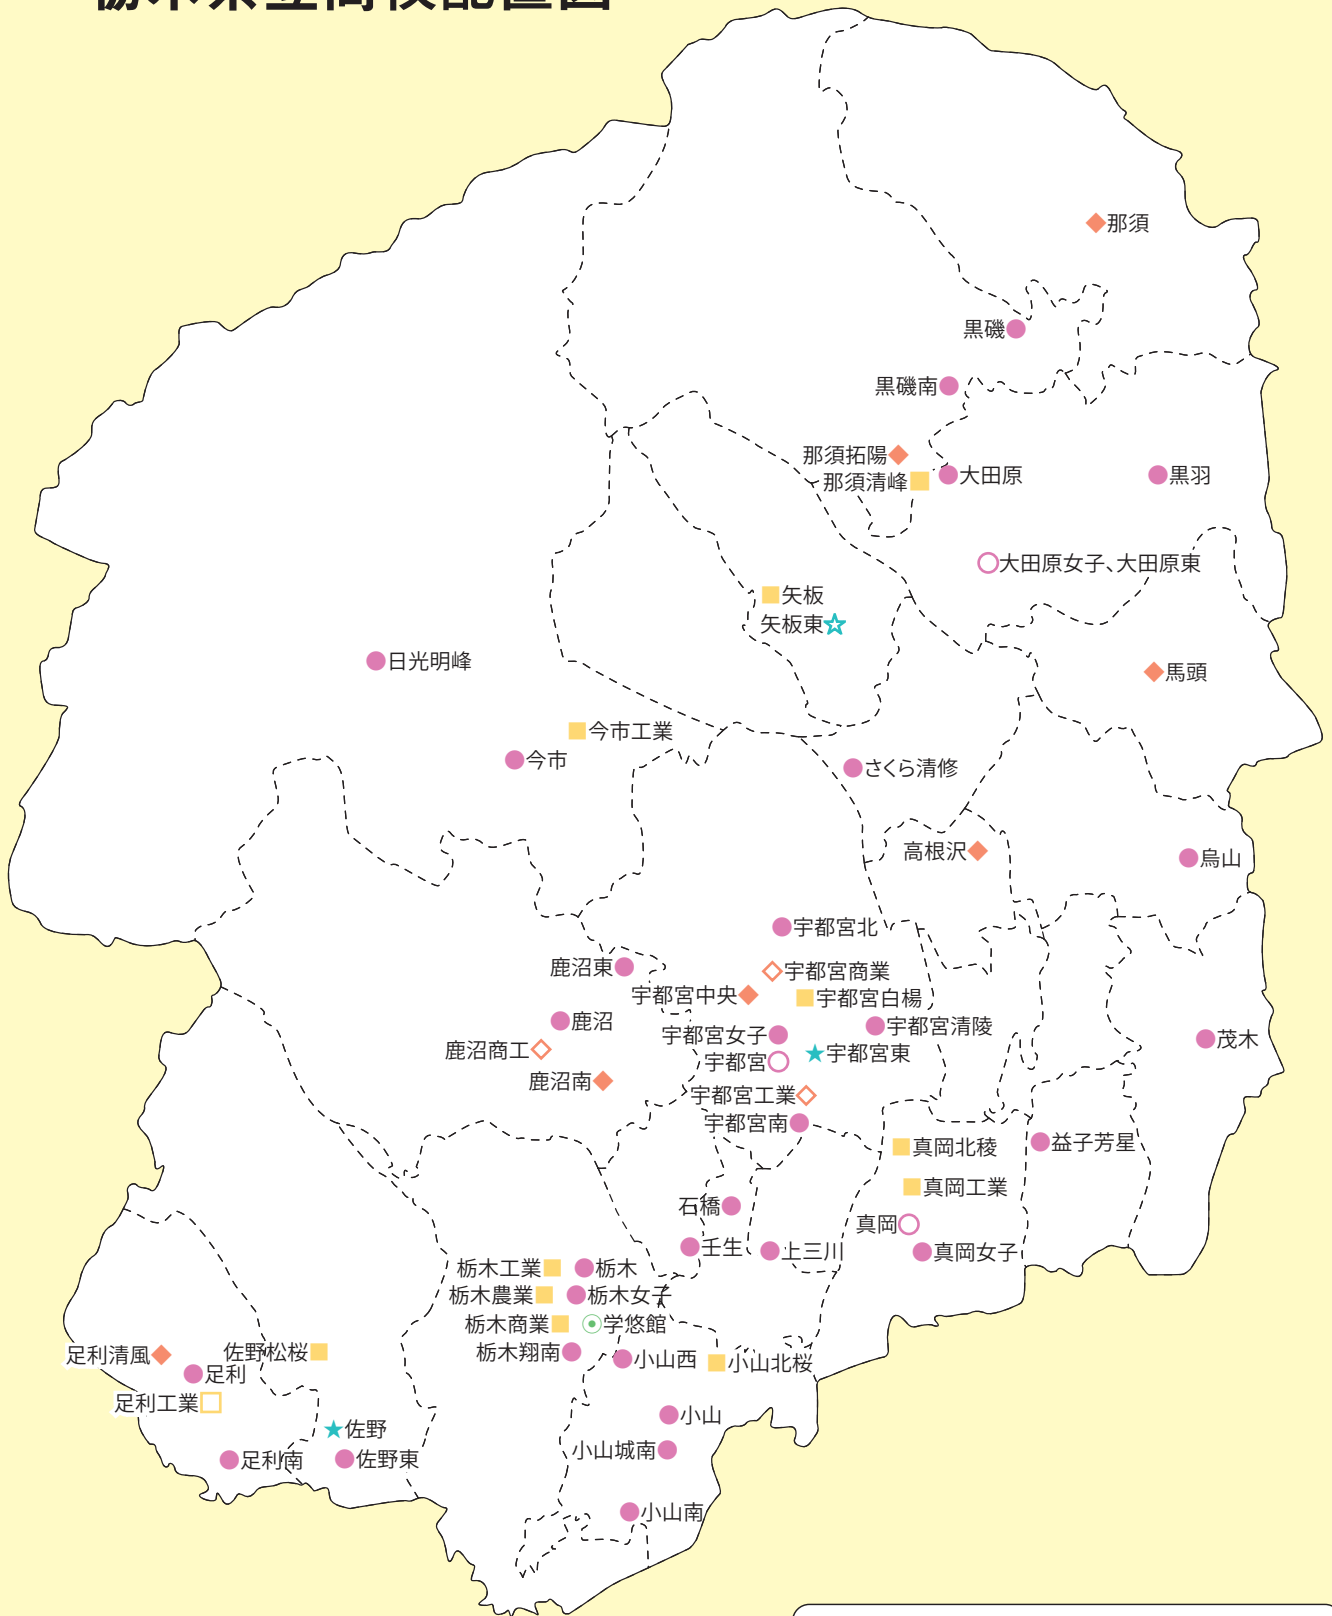 栃木県立高校配置図
那須
黒磯
黒磯南
那須拓陽
那須清峰
大田原
黒羽
大田原女子、大田原東
矢板
矢板東
日光明峰
馬頭
今市工業
今市
さくら清修
高根沢
烏山
宇都宮北
鹿沼東
宇都宮商業
宇都宮中央
宇都宮白楊
鹿沼
宇都宮清陵
宇都宮女子
茂木
鹿沼商工
宇都宮東
宇都宮
鹿沼南
宇都宮工業
宇都宮南
益子芳星
真岡北稜
真岡工業
石橋
真岡
壬生
上三川
真岡女子
栃木工業
栃木
栃木農業
栃木女子
栃木商業
学悠館
栃木翔南
佐野松桜
足利清風
小山西
小山北桜
足利
足利工業
小山
佐野
小山城南
足利南
佐野東
小山南